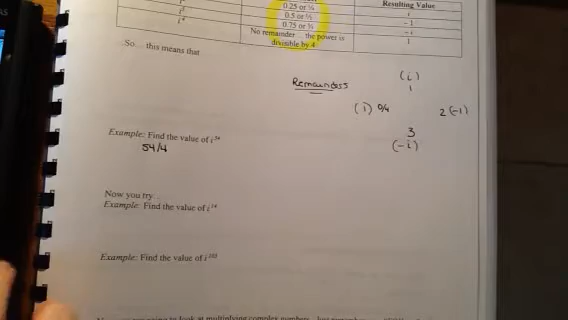 Resulting Value
0.25 or ¼
i
i³
0.5 or ½
-1
i⁴
0.75 or ¾
-i
No remainder... the power is divisible by 4
1
So... this means that
Remainders
(i)
1
(1) 0/4
2 (-1)
3
(-i)
Example: Find the value of i⁵⁴
54/4
Now you try...
Example: Find the value of i
Example: Find the value of i